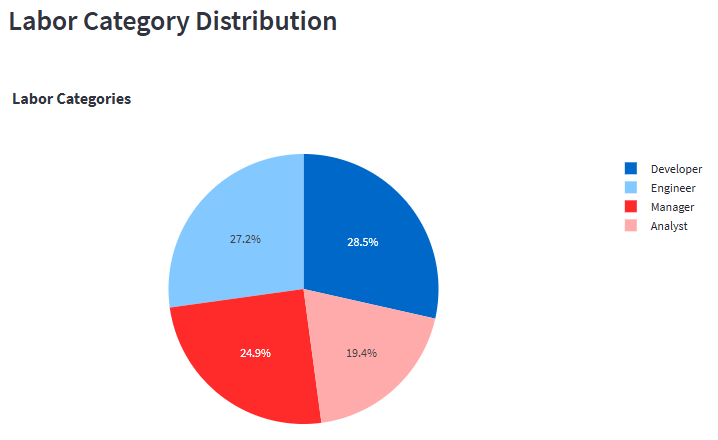 Labor Category Distribution
Labor Categories
Developer
Engineer
Manager
Analyst
27.2%
28.5%
24.9%
19.4%